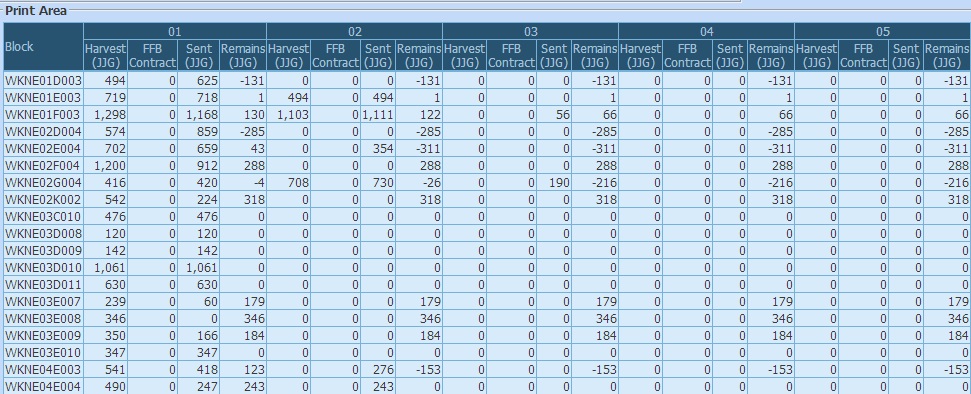 Print Area
Block 01 02 03 04 05
Harvest (JJG) FFB Contract Sent (JJG) Remains (JJG) Harvest (JJG) FFB Contract Sent (JJG) Remains (JJG) Harvest (JJG) FFB Contract Sent (JJG) Remains (JJG) Harvest (JJG) FFB Contract Sent (JJG) Remains (JJG) Harvest (JJG) FFB Contract Sent (JJG) Remains (JJG)
WKNE01D003 494 0 625 -131 0 0 0 -131 0 0 0 -131 0 0 0 -131 0 0 0 -131
WKNE01E003 719 0 718 1 494 0 494 1 0 0 0 1 0 0 0 1 0 0 0 1
WKNE01F003 1,298 0 1,168 130 1,103 0 1,111 122 0 0 56 66 0 0 0 66 0 0 0 66
WKNE02D004 574 0 859 -285 0 0 0 -285 0 0 0 -285 0 0 0 -285 0 0 0 -285
WKNE02E004 702 0 659 43 0 0 354 -311 0 0 0 -311 0 0 0 -311 0 0 0 -311
WKNE02F004 1,200 0 912 288 0 0 0 288 0 0 0 288 0 0 0 288 0 0 0 288
WKNE02G004 416 0 420 -4 708 0 730 -26 0 0 190 -216 0 0 0 -216 0 0 0 -216
WKNE02K002 542 0 224 318 0 0 0 318 0 0 0 318 0 0 0 318 0 0 0 318
WKNE03C010 476 0 476 0 0 0 0 0 0 0 0 0 0 0 0 0 0 0 0 0
WKNE03D008 120 0 120 0 0 0 0 0 0 0 0 0 0 0 0 0 0 0 0 0
WKNE03D009 142 0 142 0 0 0 0 0 0 0 0 0 0 0 0 0 0 0 0 0
WKNE03D010 1,061 0 1,061 0 0 0 0 0 0 0 0 0 0 0 0 0 0 0 0 0
WKNE03D011 630 0 630 0 0 0 0 0 0 0 0 0 0 0 0 0 0 0 0 0
WKNE03E007 239 0 60 179 0 0 0 179 0 0 0 179 0 0 0 179 0 0 0 179
WKNE03E008 346 0 0 346 0 0 0 346 0 0 0 346 0 0 0 346 0 0 0 346
WKNE03E009 350 0 166 184 0 0 0 184 0 0 0 184 0 0 0 184 0 0 0 184
WKNE03E010 347 0 347 0 0 0 0 0 0 0 0 0 0 0 0 0 0 0 0 0
WKNE04E003 541 0 418 123 0 0 276 -153 0 0 0 -153 0 0 0 -153 0 0 0 -153
WKNE04E004 490 0 247 243 0 0 243 0 0 0 0 0 0 0 0 0 0 0 0 0